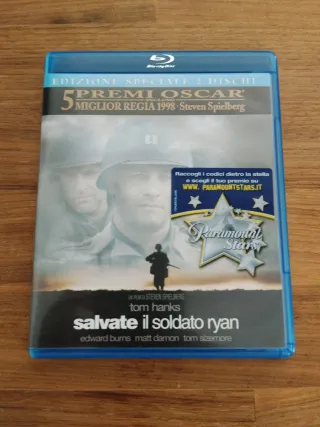 EDIZIONE SPECIALE 2 DISCHI
5 PREMI OSCAR
MIGLIOR REGIA 1998 - Steven Spielberg
Raccogli i codici dietro la stella
e scegli il tuo premio su
WWW.PARAMOUNTSTARS.IT
Paramount
Stars
UN FILM DI STEVEN SPIELBERG
tom hanks
salvate il soldato ryan
edward burns matt damon tom sizemore